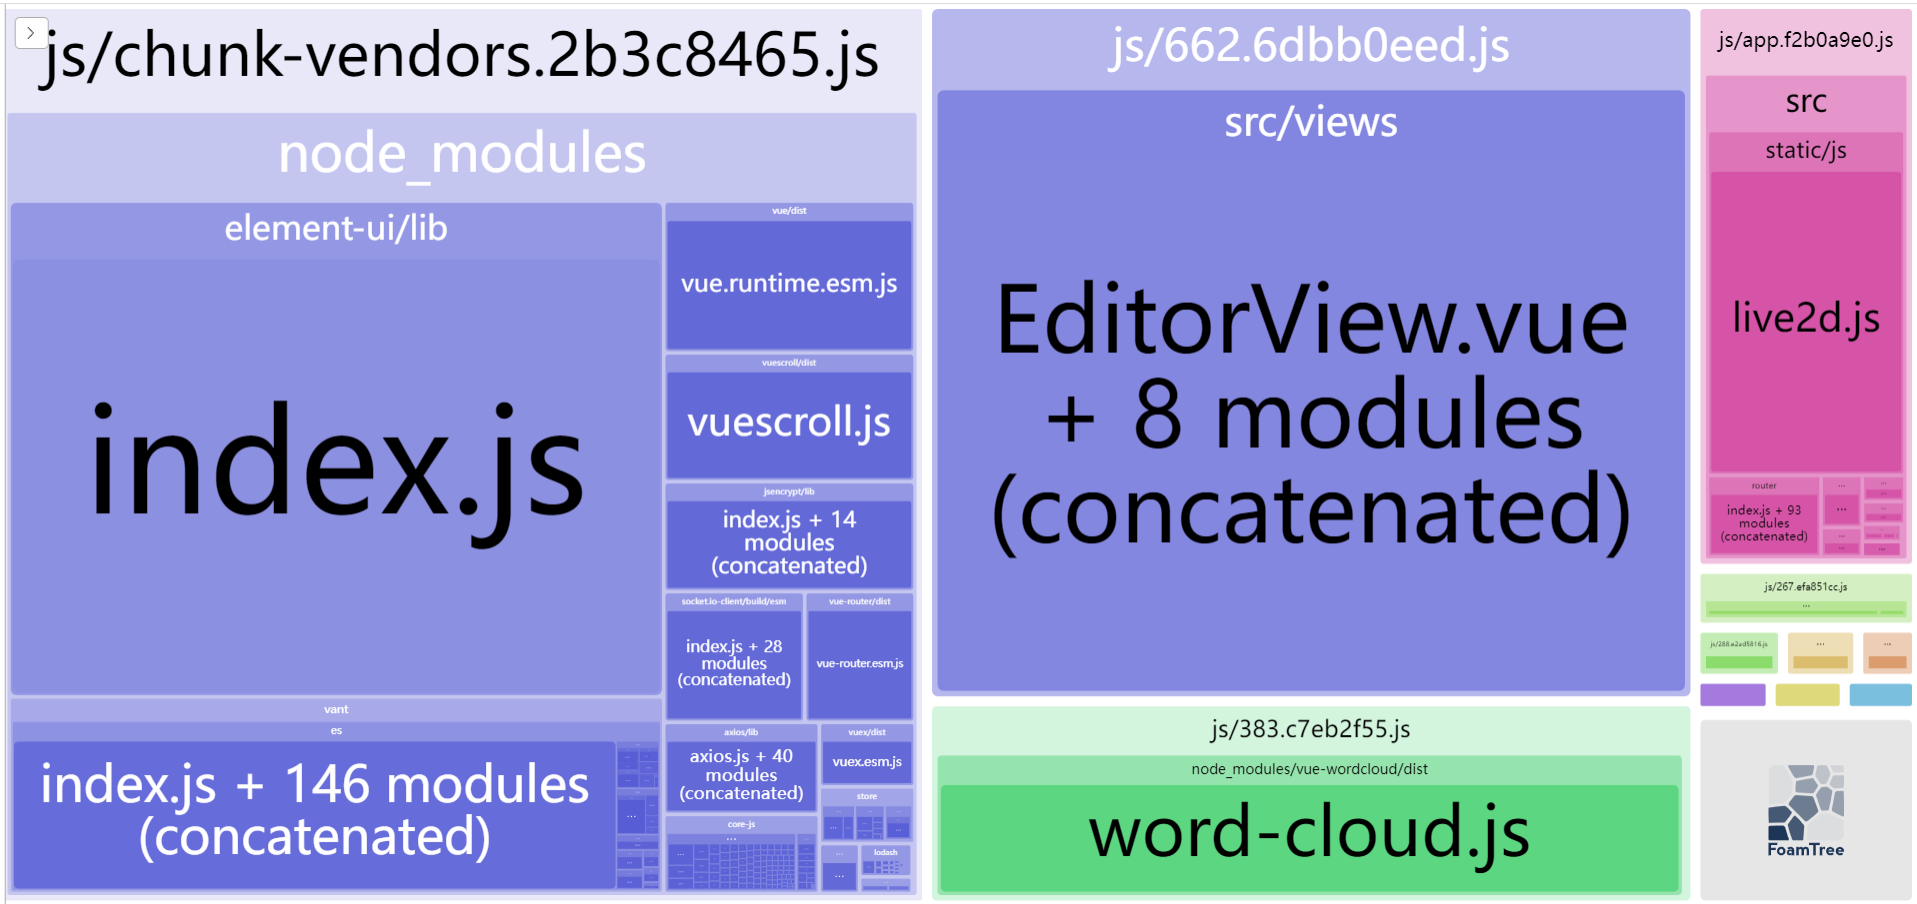 js/chunk-vendors.2b3c8465.js
node_modules
element-ui/lib
index.js
vant
es
index.js + 146 modules
(concatenated)
vue/dist
vue.runtime.esm.js
vuescroll/dist
vuescroll.js
jsencrypt/lib
index.js + 14
modules
(concatenated)
socket.io-client/build/esm
index.js + 28
modules
(concatenated)
vue-router/dist
vue-router.esm.js
axios/lib
axios.js + 40
modules
(concatenated)
vuex/dist
vuex.esm.js
store
core-js
lodash
js/662.6dbb0eed.js
src/views
EditorView.vue
+ 8 modules
(concatenated)
js/383.c7eb2f55.js
node_modules/vue-wordcloud/dist
word-cloud.js
js/app.f2b0a9e0.js
src
static/js
live2d.js
router
index.js + 93
modules
(concatenated)
js/267.efa851cc.js
js/288.e2ad5816.js
FoamTree